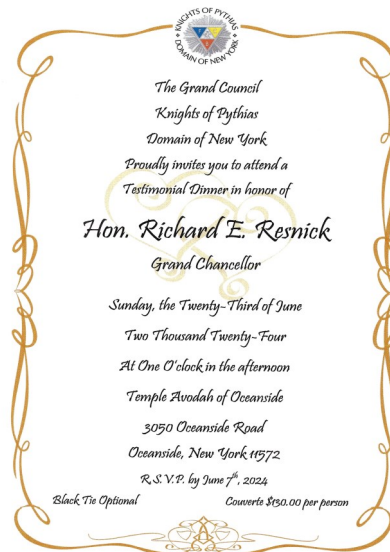 KNIGHTS OF PYTHIAS
DOMAIN OF NEW YORK
The Grand Council
Knights of Pythias
Domain of New York
Proudly invites you to attend a
Testimonial Dinner in honor of
Hon. Richard E. Resnick
Grand Chancellor
Sunday, the Twenty-Third of June
Two Thousand Twenty-Four
At One O'clock in the afternoon
Temple Avodah of Oceanside
3050 Oceanside Road
Oceanside, New York 11572
R.S.V.P. by June 7th, 2024
Black Tie Optional
Couverte $130.00 per person